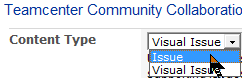 Teamcenter Community Collaboratio
Content Type Visual Issue
Issue
Visual Issue